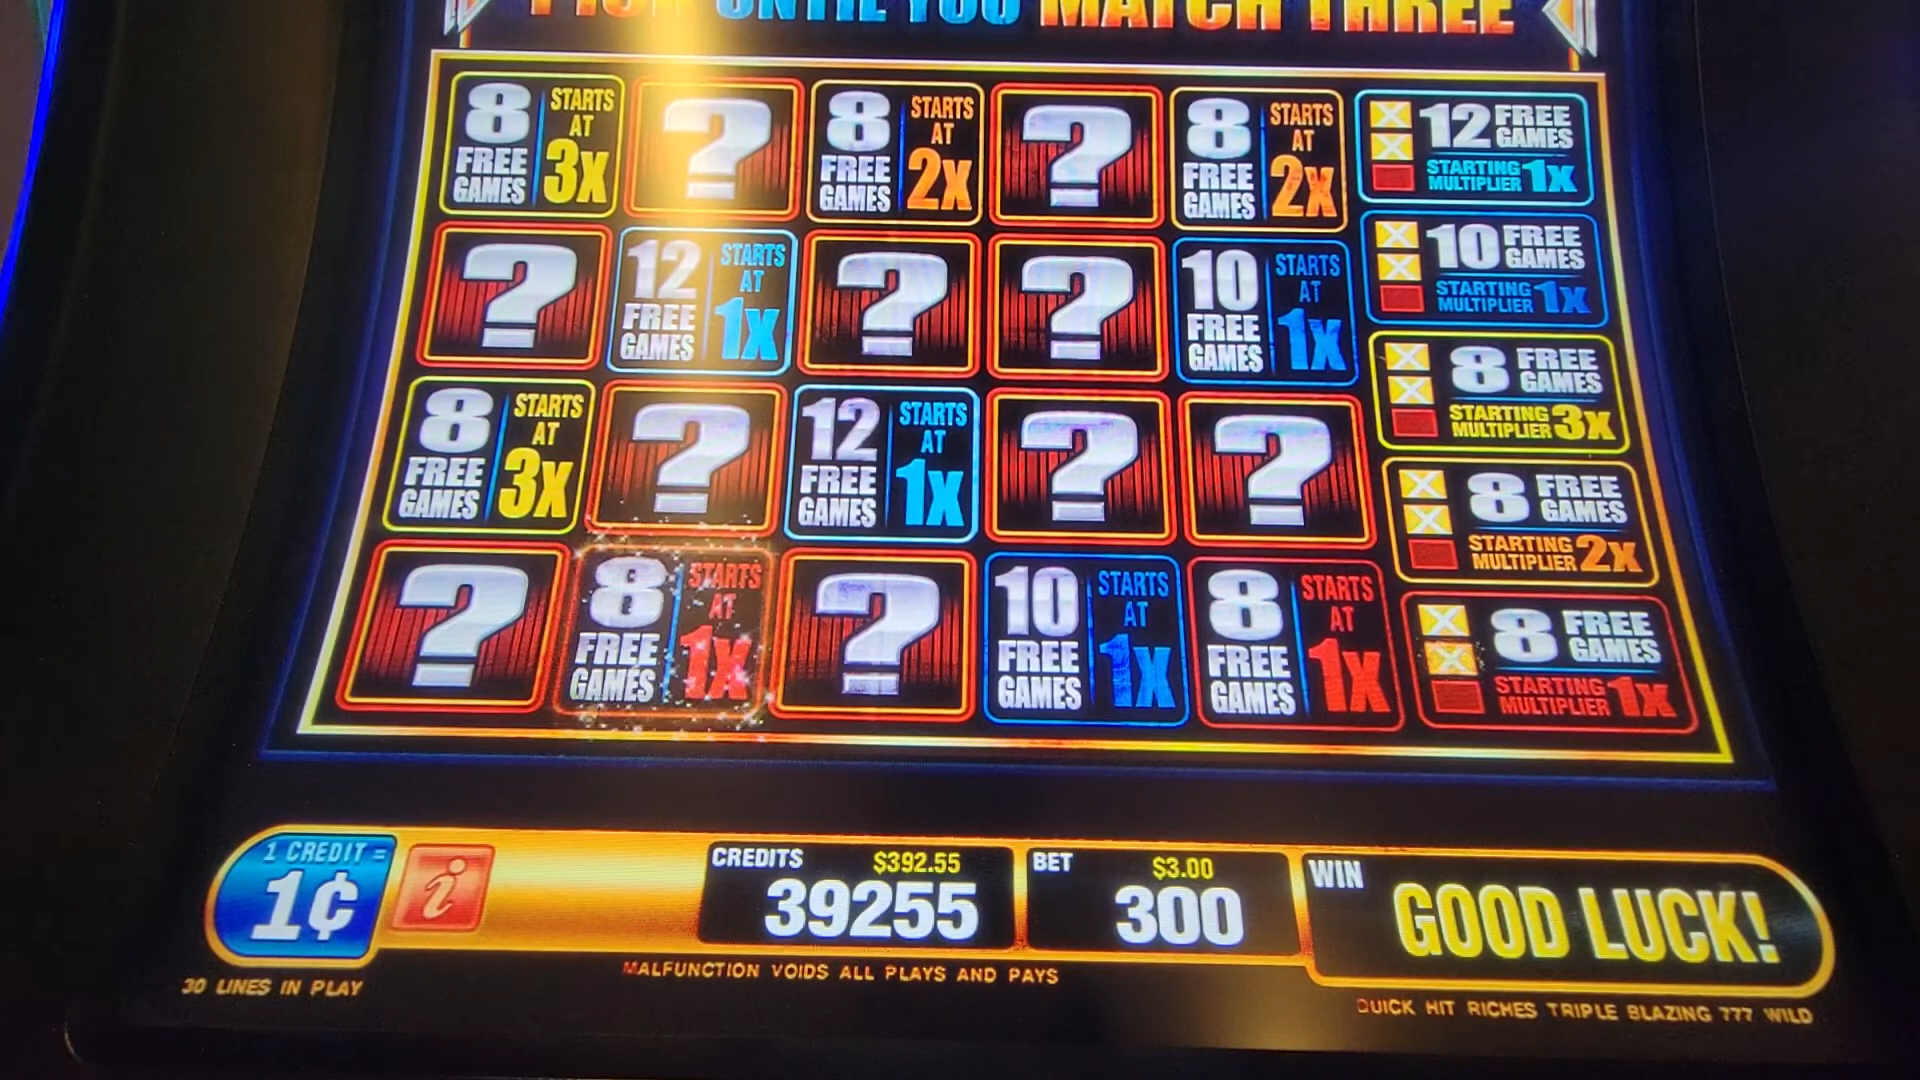 PICK UNTIL YOU MATCH THREE
8 FREE GAMES STARTS AT 3X
?
8 FREE GAMES STARTS AT 2X
?
8 FREE GAMES STARTS AT 2X
12 FREE GAMES
STARTING MULTIPLIER 1X
?
12 FREE GAMES STARTS AT 1X
?
?
10 FREE GAMES STARTS AT 1X
10 FREE GAMES
STARTING MULTIPLIER 1X
8 FREE GAMES STARTS AT 3X
?
12 FREE GAMES STARTS AT 1X
?
?
8 FREE GAMES
STARTING MULTIPLIER 3X
8 FREE GAMES
STARTING MULTIPLIER 2X
?
8 FREE GAMES STARTS AT 1X
?
10 FREE GAMES STARTS AT 1X
8 FREE GAMES STARTS AT 1X
8 FREE GAMES
STARTING MULTIPLIER 1X
1 CREDIT =
1¢
i
CREDITS $392.55
39255
BET $3.00
300
WIN
GOOD LUCK!
30 LINES IN PLAY
MALFUNCTION VOIDS ALL PLAYS AND PAYS
QUICK HIT RICHES TRIPLE BLAZING 777 WILD